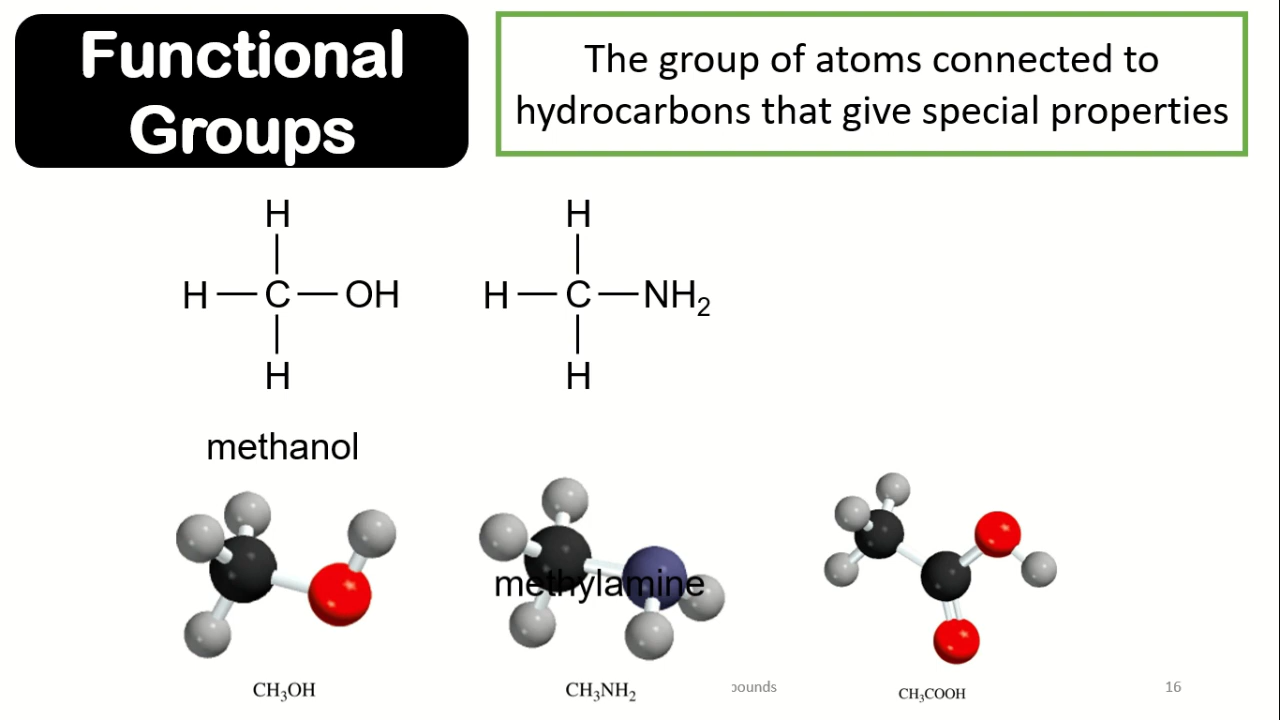 Functional
Groups
The group of atoms connected to
hydrocarbons that give special properties
H
H—C—OH
H
H
H—C—NH₂
H
methanol
methylamine
CH₃OH
CH₃NH₂
pounds
CH₃COOH
16